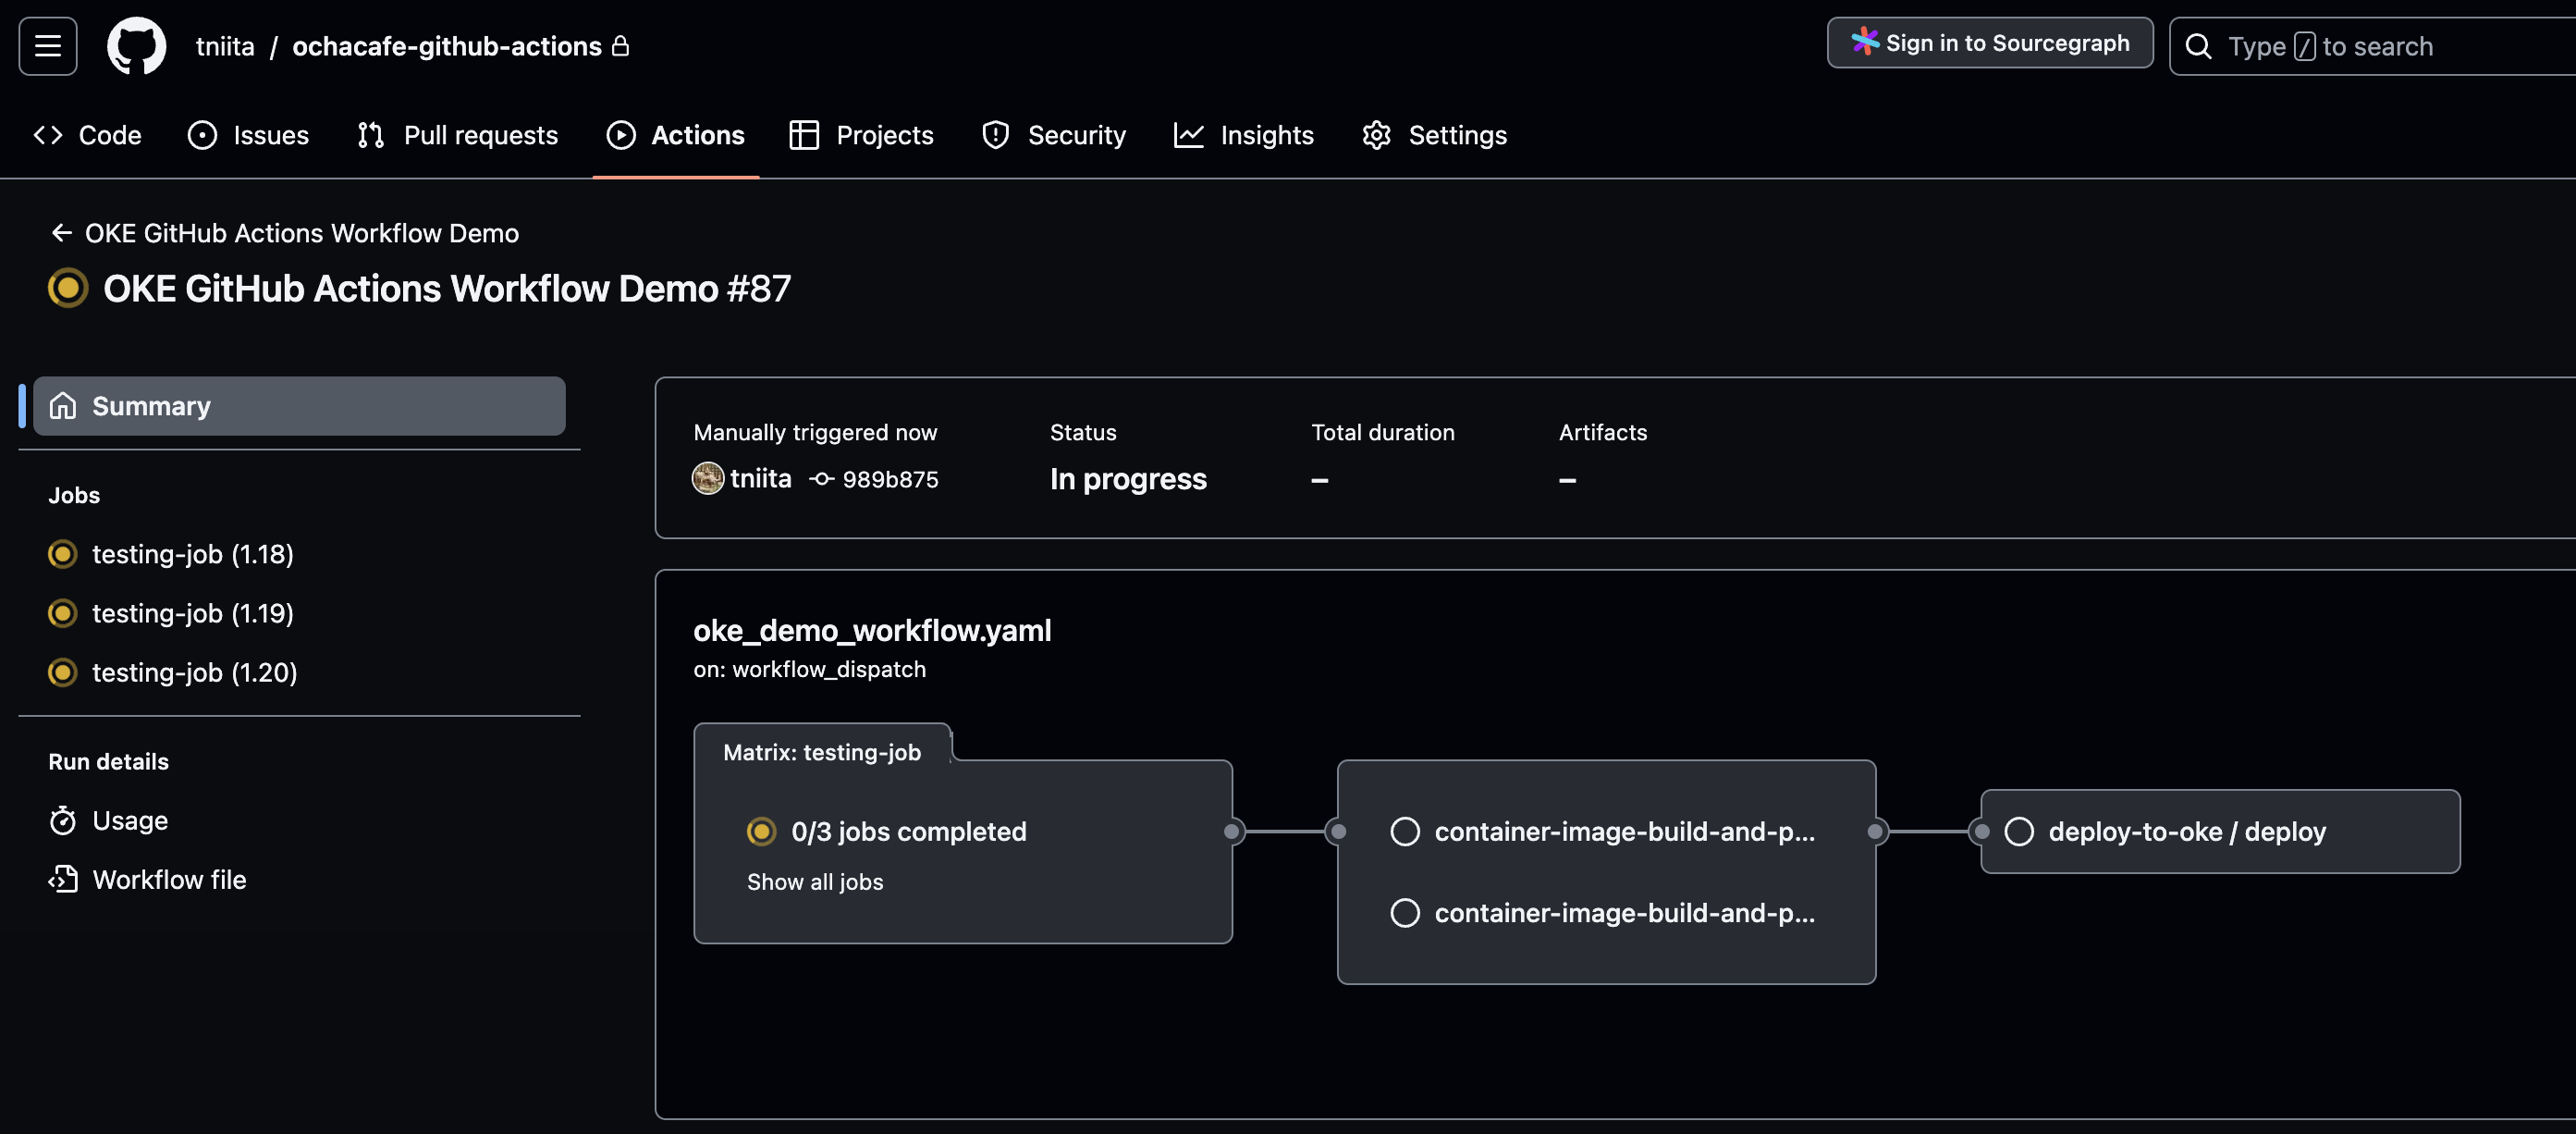 tniita / ochacafe-github-actions
Sign in to Sourcegraph
Type / to search
Code
Issues
Pull requests
Actions
Projects
Security
Insights
Settings
OKE GitHub Actions Workflow Demo
OKE GitHub Actions Workflow Demo #87
Summary
Jobs
testing-job (1.18)
testing-job (1.19)
testing-job (1.20)
Run details
Usage
Workflow file
Manually triggered now
tniita 989b875
Status
In progress
Total duration
–
Artifacts
–
oke_demo_workflow.yaml
on: workflow_dispatch
Matrix: testing-job
0/3 jobs completed
Show all jobs
container-image-build-and-p...
container-image-build-and-p...
deploy-to-oke / deploy